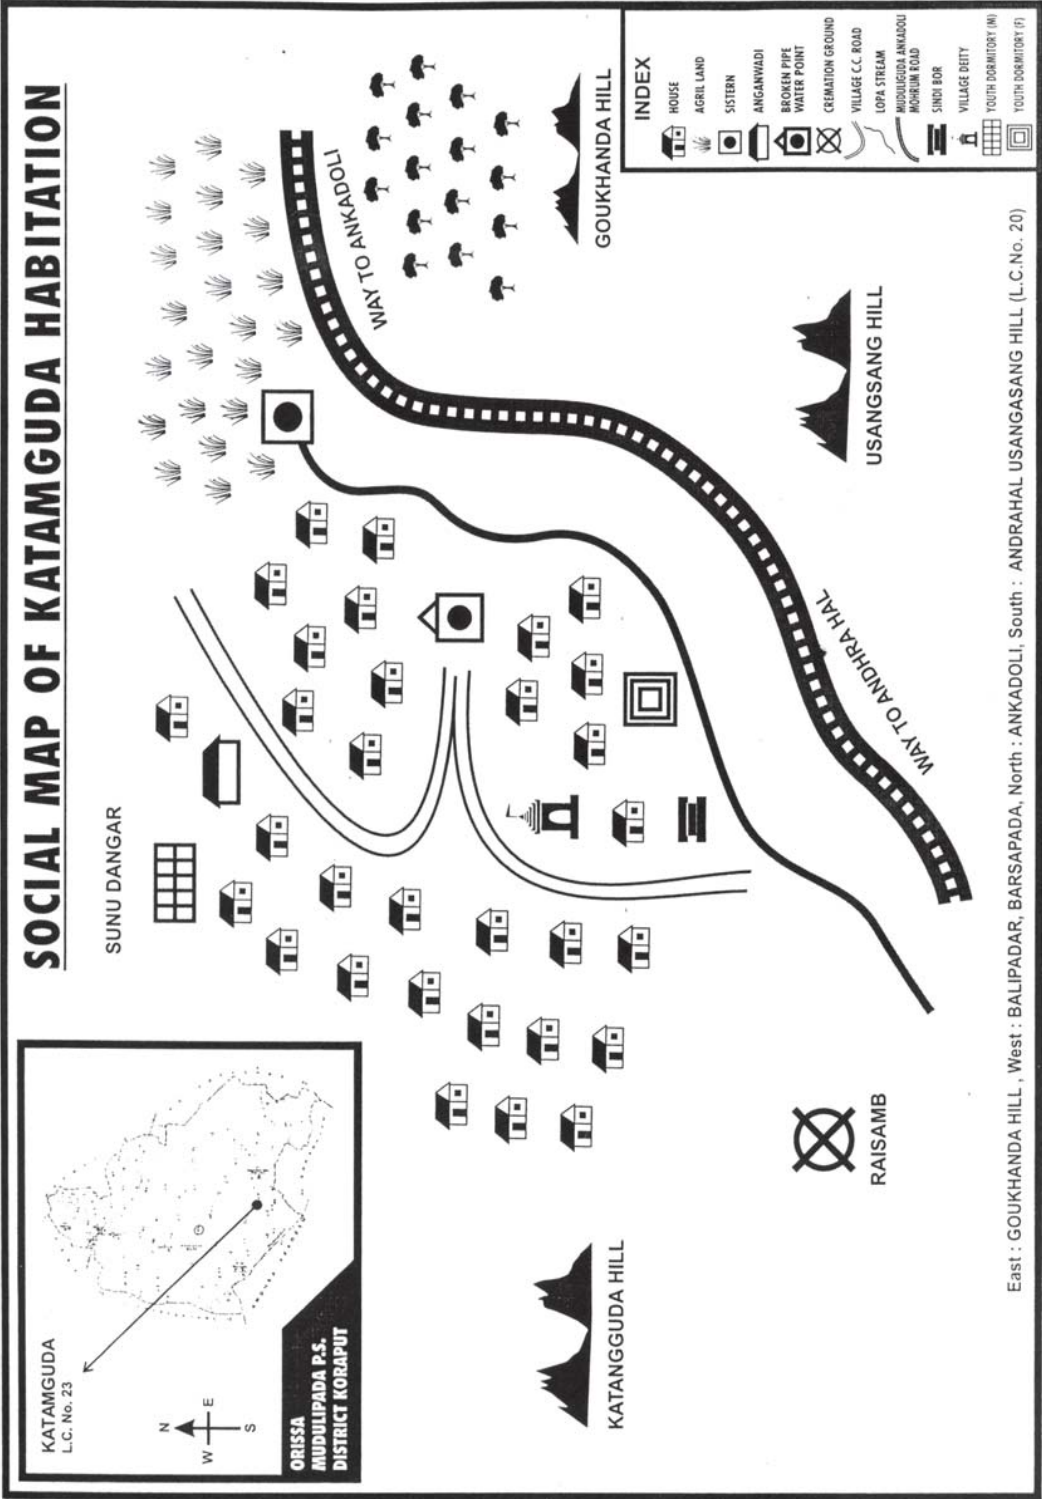 SOCIAL MAP OF KATAMGUDA HABITATION
KATAMGUDA
L.C. No. 23
N
W
E
S
ORISSA
MUDULIPADA P.S.
DISTRICT KORAPUT
SUNU DANGAR
WAY TO ANKADOLI
GOUKHANDA HILL
INDEX
HOUSE
AGRIL LAND
SISTERN
ANGANWADI
BROKEN PIPE
WATER POINT
CREMATION GROUND
VILLAGE C.C. ROAD
LOPA STREAM
MUDULIGUDA ANKADOLI
MOHRUM ROAD
SINDI BOR
VILLAGE DEITY
YOUTH DORMITORY (M)
YOUTH DORMITORY (F)
USANGSANG HILL
WAY TO ANDHRA HAL
KATANGGUDA HILL
RAISAMB
East : GOUKHANDA HILL, West : BALIPADAR, BARSAPADA, North : ANKADOLI, South : ANDRAHAL USANGASANG HILL (L.C.No. 20)